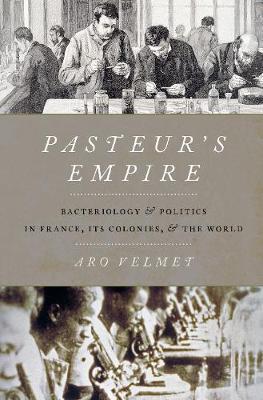 PASTEUR'S
EMPIRE
BACTERIOLOGY & POLITICS
IN FRANCE, ITS COLONIES, & THE WORLD
ARO VELMET